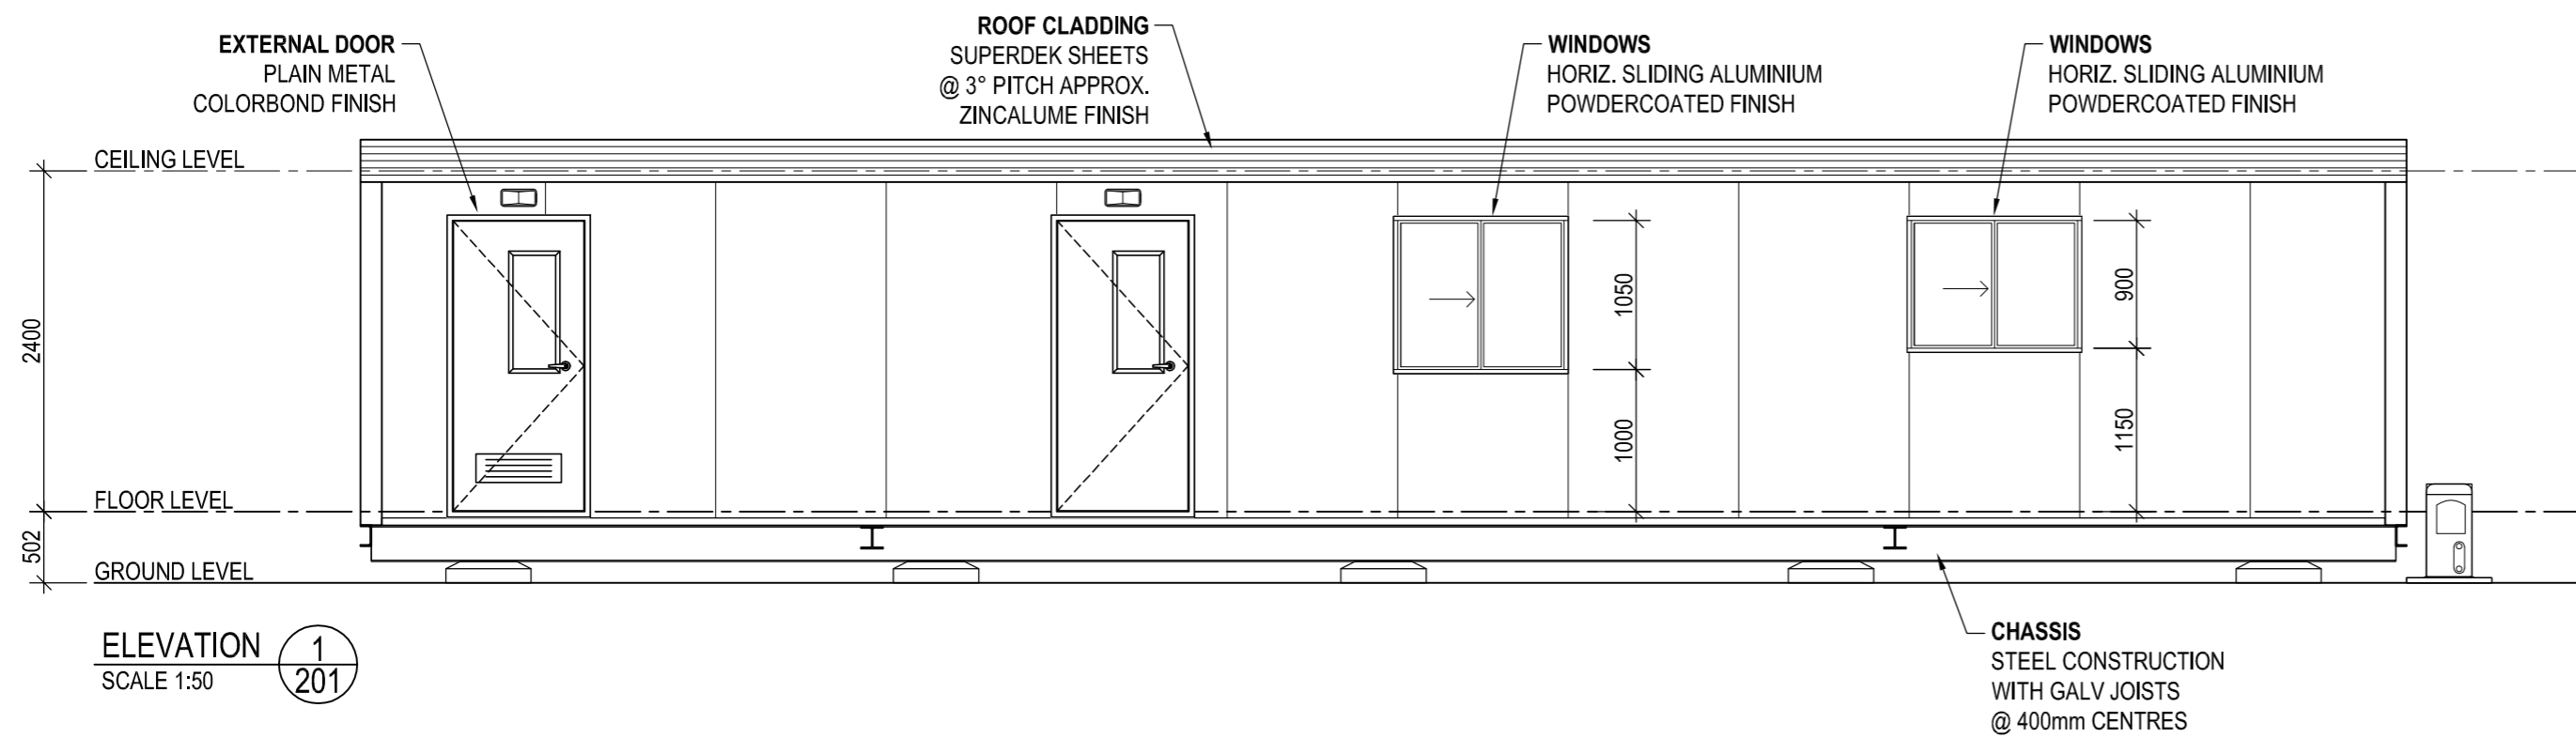 EXTERNAL DOOR
PLAIN METAL
COLORBOND FINISH
ROOF CLADDING
SUPERDEK SHEETS
@ 3° PITCH APPROX.
ZINCALUME FINISH
WINDOWS
HORIZ. SLIDING ALUMINIUM
POWDERCOATED FINISH
WINDOWS
HORIZ. SLIDING ALUMINIUM
POWDERCOATED FINISH
CEILING LEVEL
2400
1050
1000
900
1150
FLOOR LEVEL
502
GROUND LEVEL
ELEVATION
SCALE 1:50
1
201
CHASSIS
STEEL CONSTRUCTION
WITH GALV JOISTS
@ 400mm CENTRES